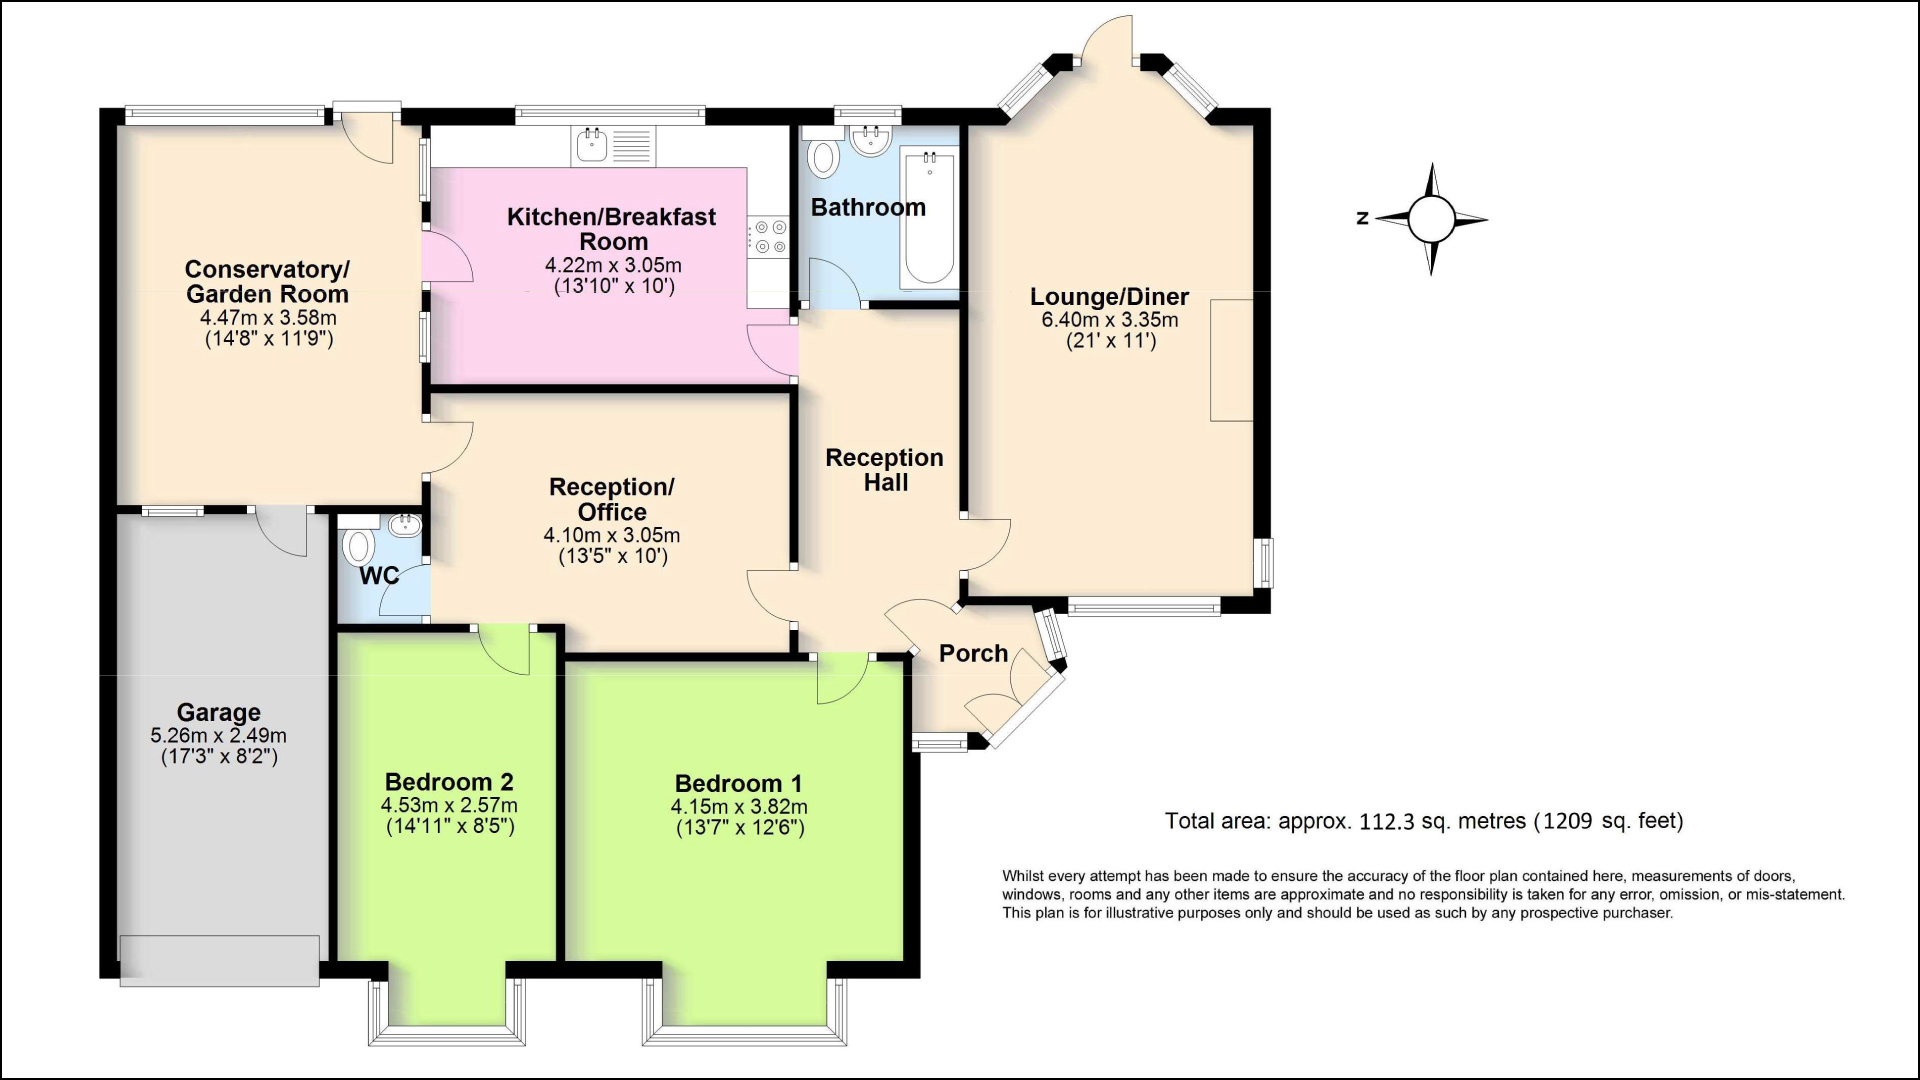 Conservatory/
Garden Room
4.47m x 3.58m
(14'8" x 11'9")
Kitchen/Breakfast
Room
4.22m x 3.05m
(13'10" x 10')
Bathroom
Lounge/Diner
6.40m x 3.35m
(21' x 11')
N
Reception/
Office
4.10m x 3.05m
(13'5" x 10')
Reception
Hall
WC
Porch
Garage
5.26m x 2.49m
(17'3" x 8'2")
Bedroom 2
4.53m x 2.57m
(14'11" x 8'5")
Bedroom 1
4.15m x 3.82m
(13'7" x 12'6")
Total area: approx. 112.3 sq. metres (1209 sq. feet)
Whilst every attempt has been made to ensure the accuracy of the floor plan contained here, measurements of doors,
windows, rooms and any other items are approximate and no responsibility is taken for any error, omission, or mis-statement.
This plan is for illustrative purposes only and should be used as such by any prospective purchaser.